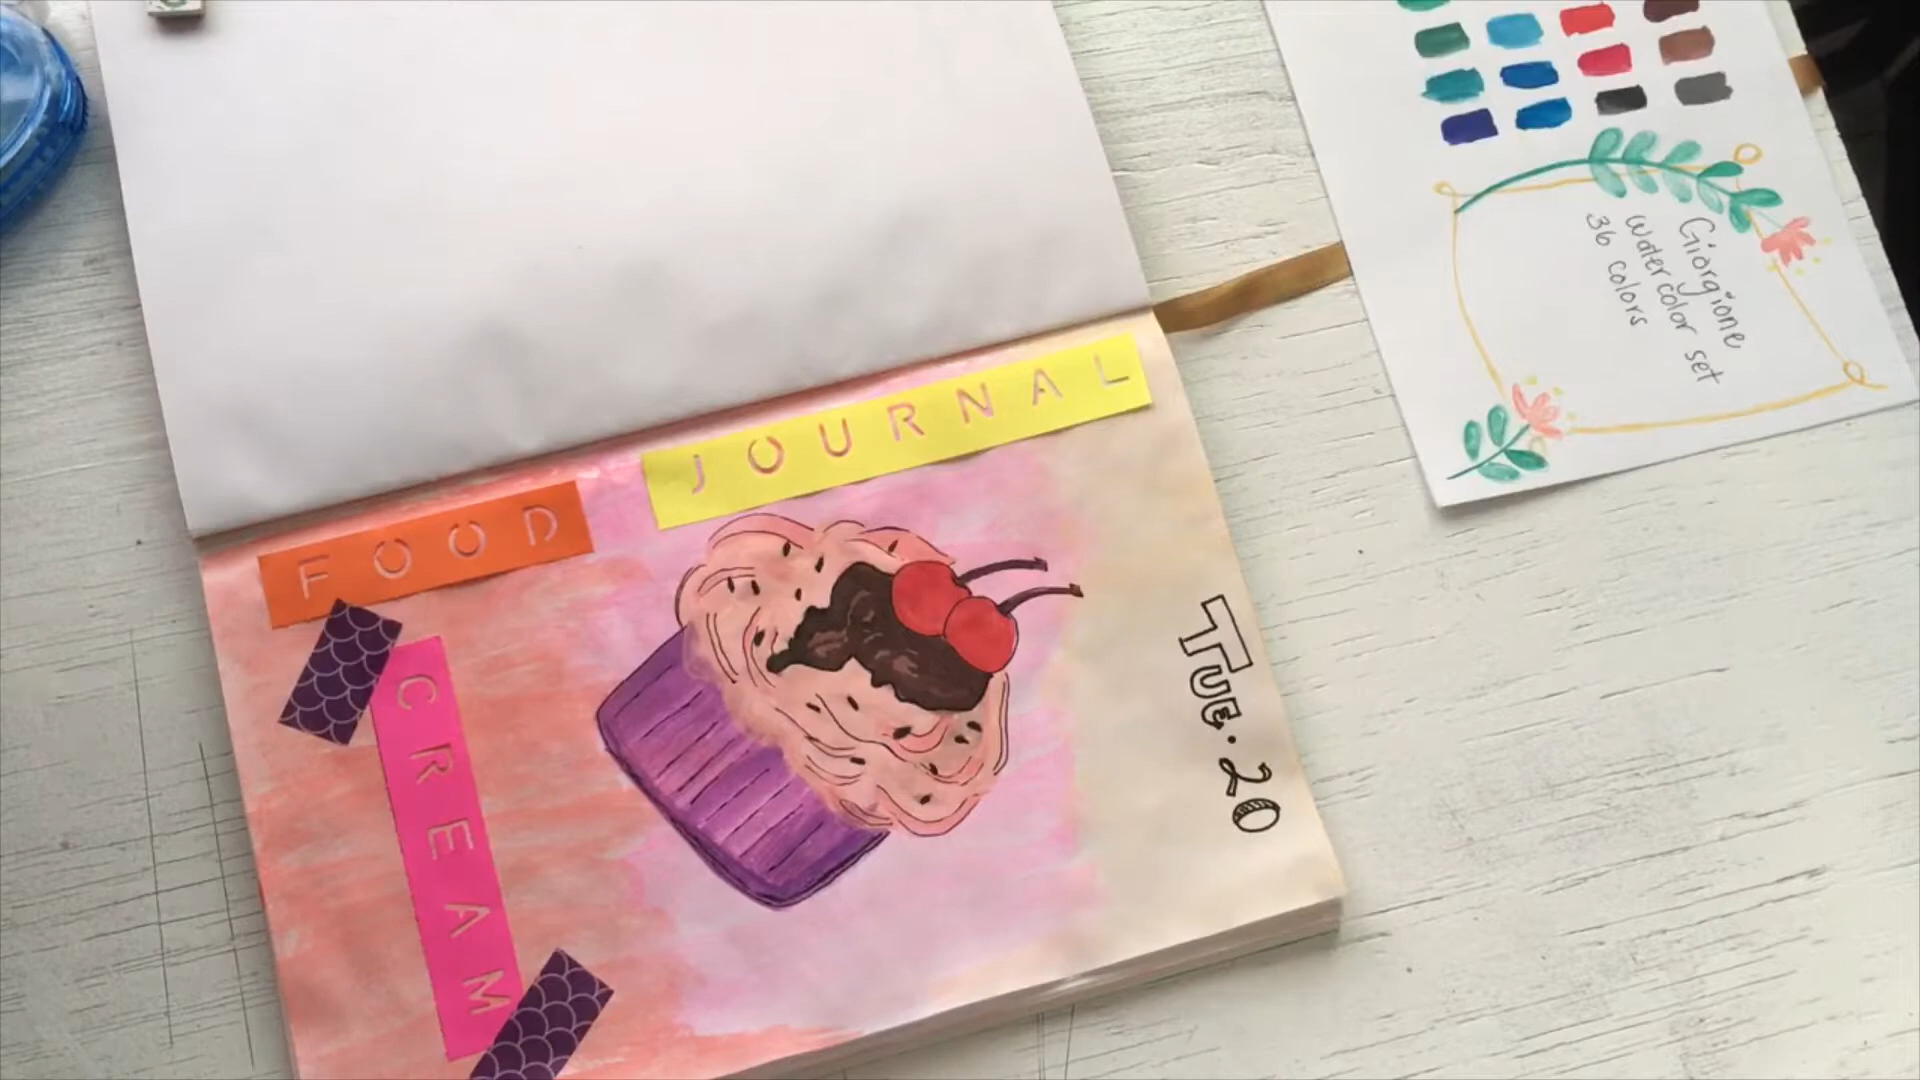 FOOD
JOURNAL
CREAM
TUE. 20
Giorgione
watercolor set
36 colors